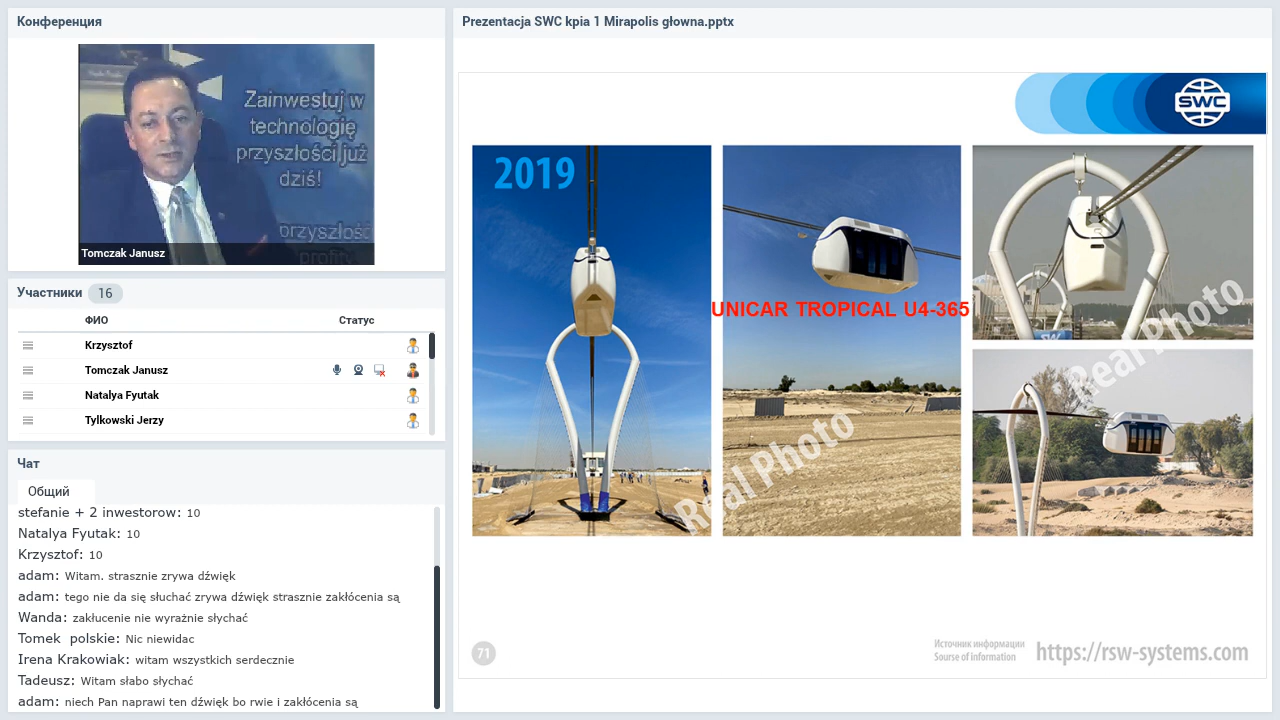 Конференция
Zainwestuj w
technologię
przyszłości już
dziś!
przyszłośc
profity
Tomczak Janusz
Участники 16
ФИО Статус
Krzysztof
Tomczak Janusz
Natalya Fyutak
Tylkowski Jerzy
Чат
Общий
stefanie + 2 inwestorow: 10
Natalya Fyutak: 10
Krzysztof: 10
adam: Witam. strasznie zrywa dźwięk
adam: tego nie da się słuchać zrywa dźwięk strasznie zakłócenia są
Wanda: zakłucenie nie wyrażnie słychać
Tomek polskie: Nic niewidac
Irena Krakowiak: witam wszystkich serdecznie
Tadeusz: Witam słabo słychać
adam: niech Pan naprawi ten dźwięk bo rwie i zakłócenia są
Prezentacja SWC kpia 1 Mirapolis głowna.pptx
SWC
2019
UNICAR TROPICAL U4-365
Real Photo
Real Photo
71
Источник информации
Sourse of information
https://rsw-systems.com